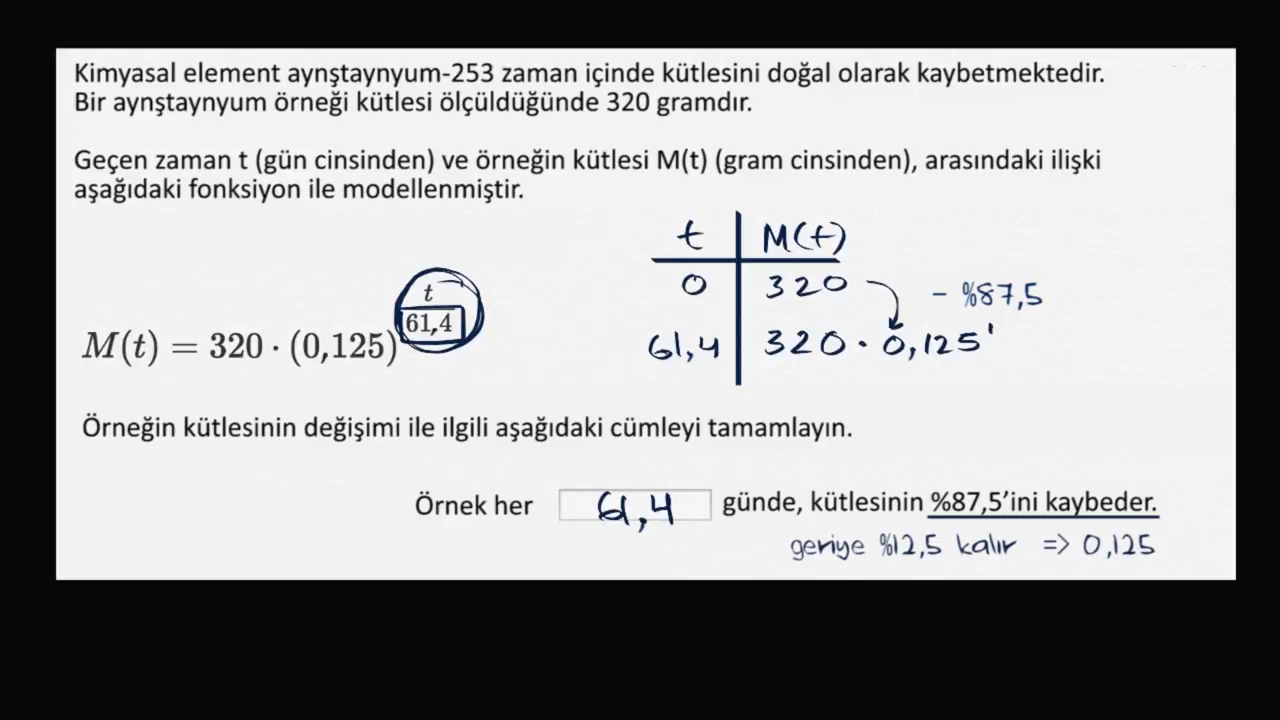 Kimyasal element aynştaynyum-253 zaman içinde kütlesini doğal olarak kaybetmektedir.
Bir aynştaynyum örneği kütlesi ölçüldüğünde 320 gramdır.
Geçen zaman t (gün cinsinden) ve örneğin kütlesi M(t) (gram cinsinden), arasındaki ilişki
aşağıdaki fonksiyon ile modellenmiştir.
t M(t)
0 320 - %87,5
61,4 320 · 0,125¹
M(t) = 320 · (0,125)^(t/61,4)
Örneğin kütlesinin değişimi ile ilgili aşağıdaki cümleyi tamamlayın.
Örnek her 61,4 günde, kütlesinin %87,5’ini kaybeder.
geriye %12,5 kalır => 0,125